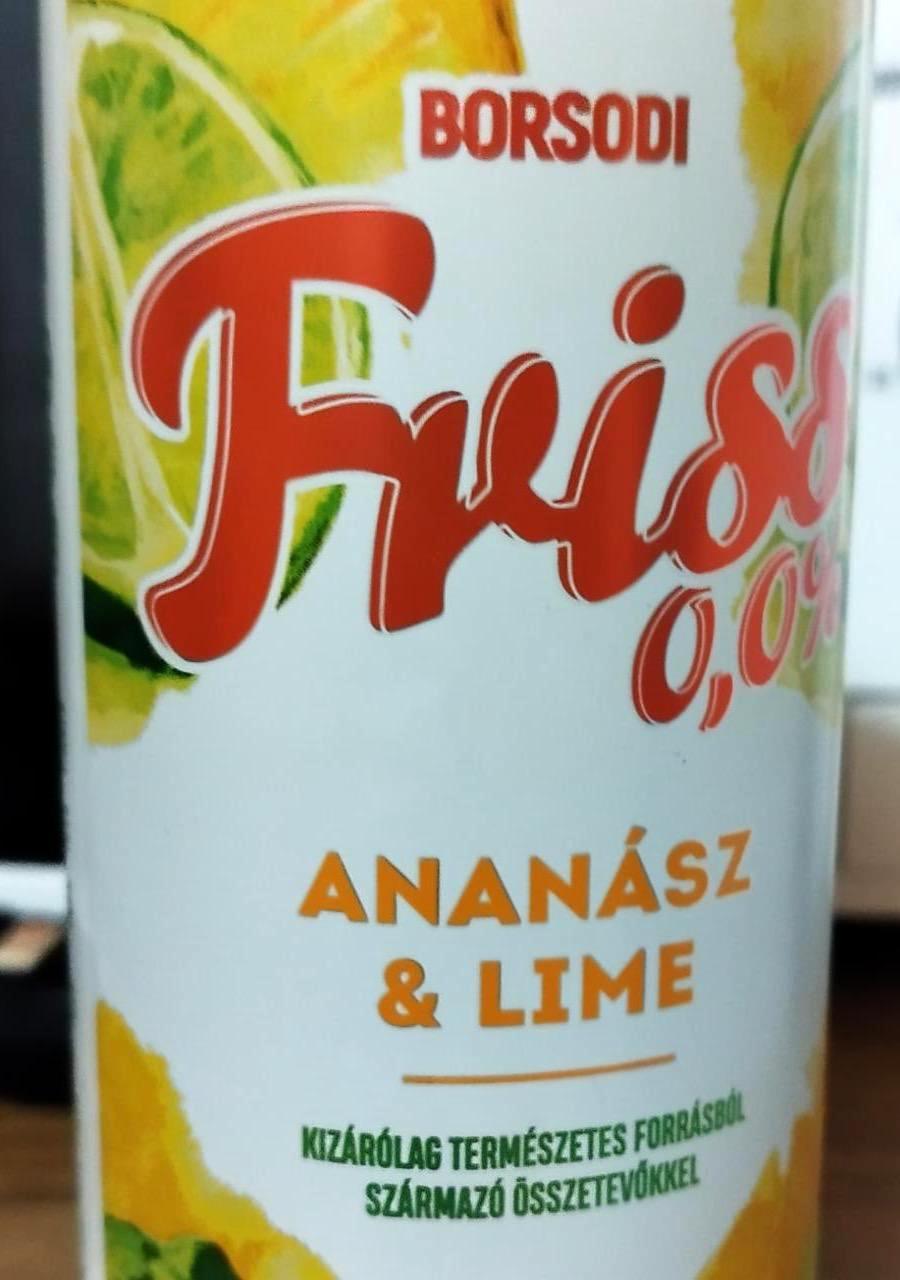 BORSODI
Friss
0,0%
ANANÁSZ
& LIME
KIZÁRÓLAG TERMÉSZETES FORRÁSBÓL
SZÁRMAZÓ ÖSSZETEVŐKKEL